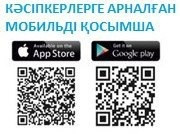 КӘСІПКЕРЛЕРГЕ АРНАЛҒАН
МОБИЛЬДІ ҚОСЫМША
Available on the
App Store
Get it on
Google play